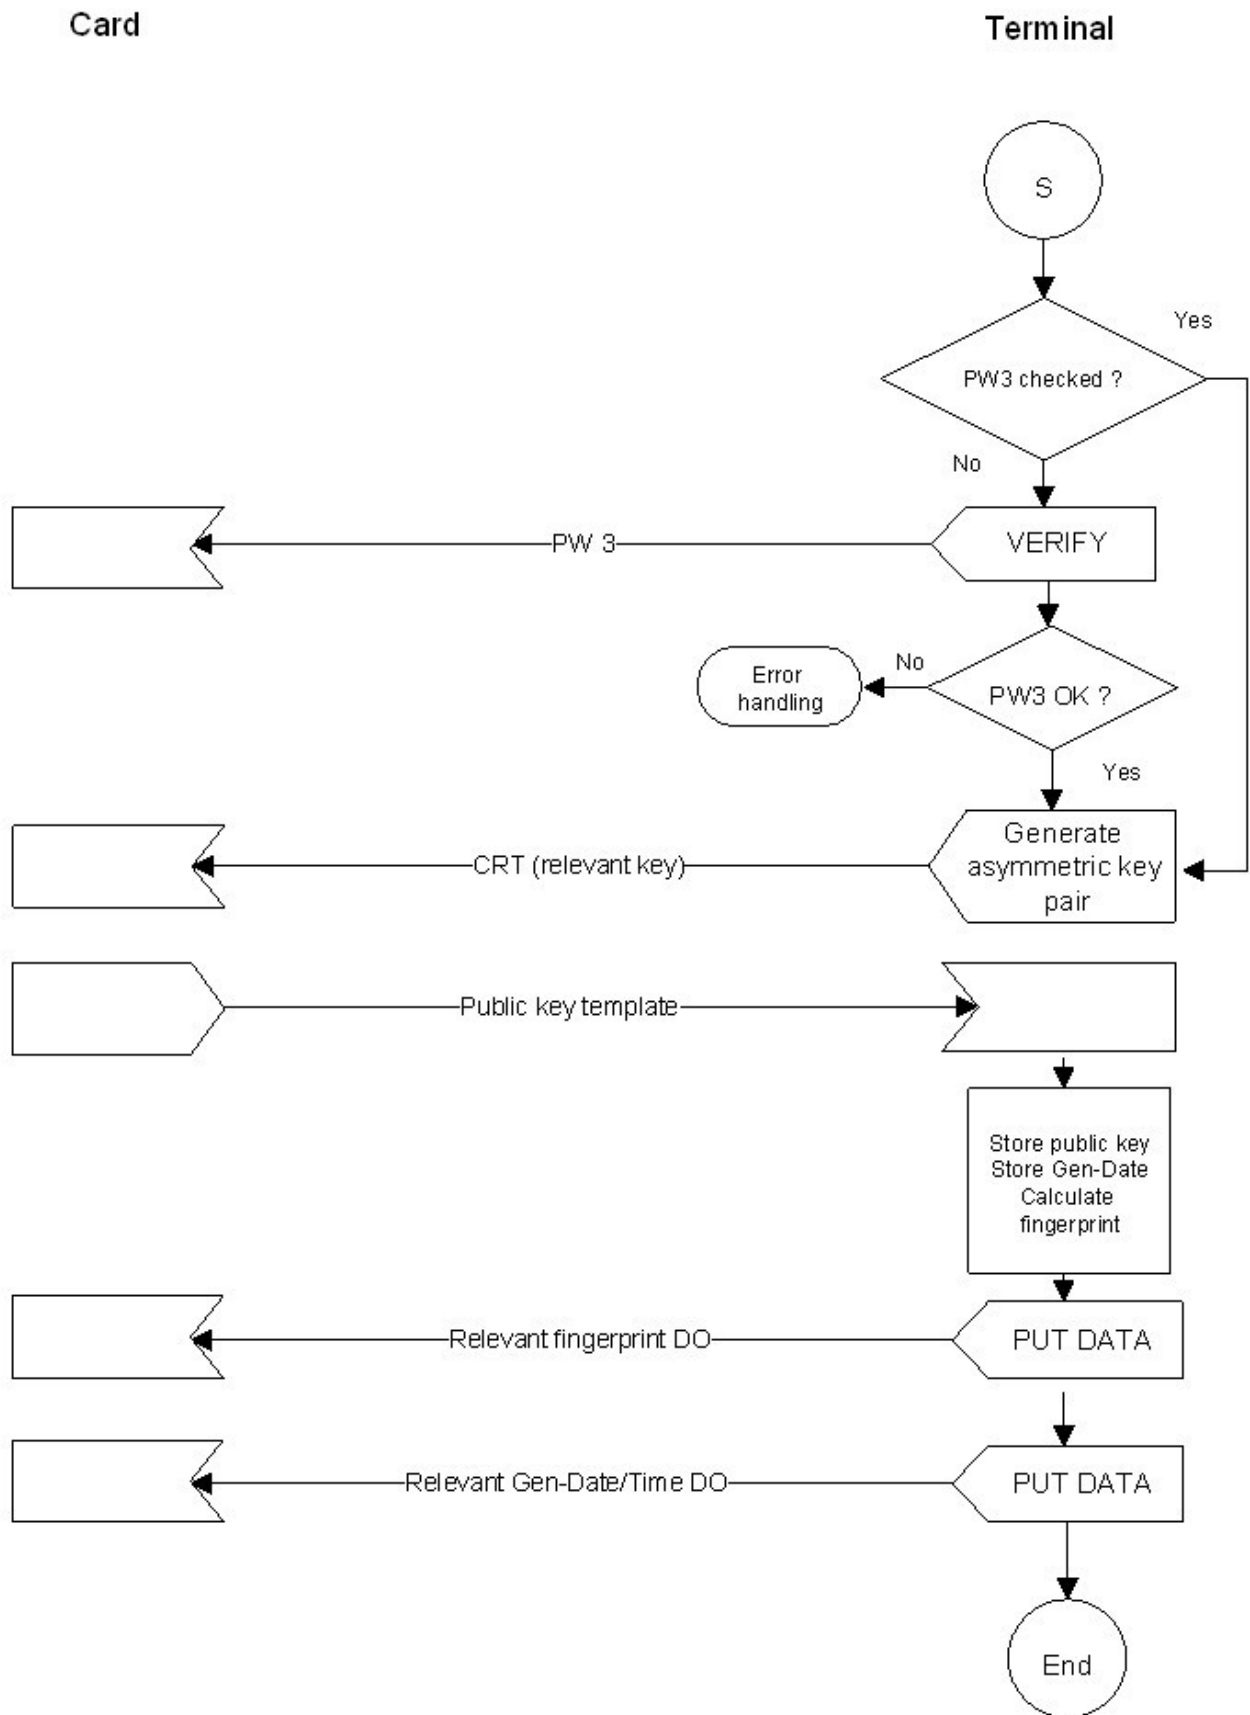 Card
Terminal
S
Yes
PW3 checked ?
No
PW 3
VERIFY
No
Error
handling
PW3 OK ?
Yes
Generate
asymmetric key
pair
CRT (relevant key)
Public key template
Store public key
Store Gen-Date
Calculate
fingerprint
Relevant fingerprint DO
PUT DATA
Relevant Gen-Date/Time DO
PUT DATA
End